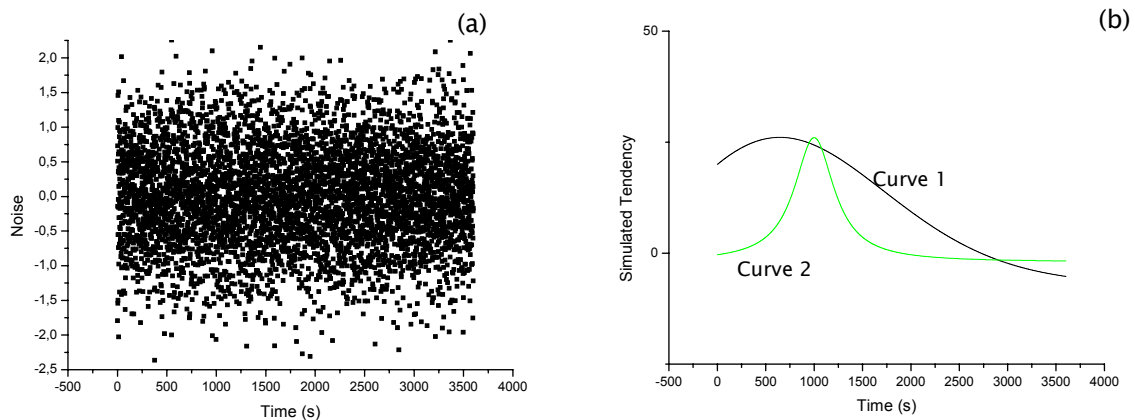 (a)
2,0
1,5
1,0
0,5
0,0
-0,5
-1,0
-1,5
-2,0
-2,5
Noise
-500 0 500 1000 1500 2000 2500 3000 3500 4000
Time (s)
(b)
50
0
Simulated Tendency
Curve 1
Curve 2
-500 0 500 1000 1500 2000 2500 3000 3500 4000
Time (s)